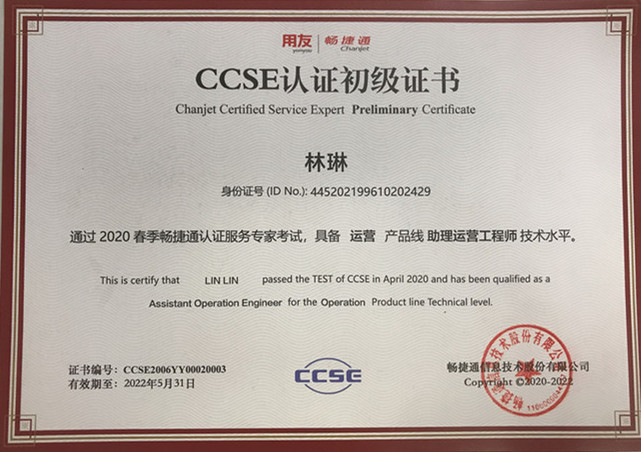 用友 畅捷通
yonyou Chanjet
CCSE认证初级证书
Chanjet Certified Service Expert Preliminary Certificate
林琳
身份证号 (ID No.): 445202199610202429
通过 2020 春季畅捷通认证服务专家考试，具备 运营 产品线 助理运营工程师 技术水平。
This is certify that LIN LIN passed the TEST of CCSE in April 2020 and has been qualified as a
Assistant Operation Engineer for the Operation Product line Technical level.
证书编号： CCSE2006YY00020003
有效期至： 2022年5月31日
CCSE
畅捷通信息技术股份有限公司
Copyright ©2020-2022